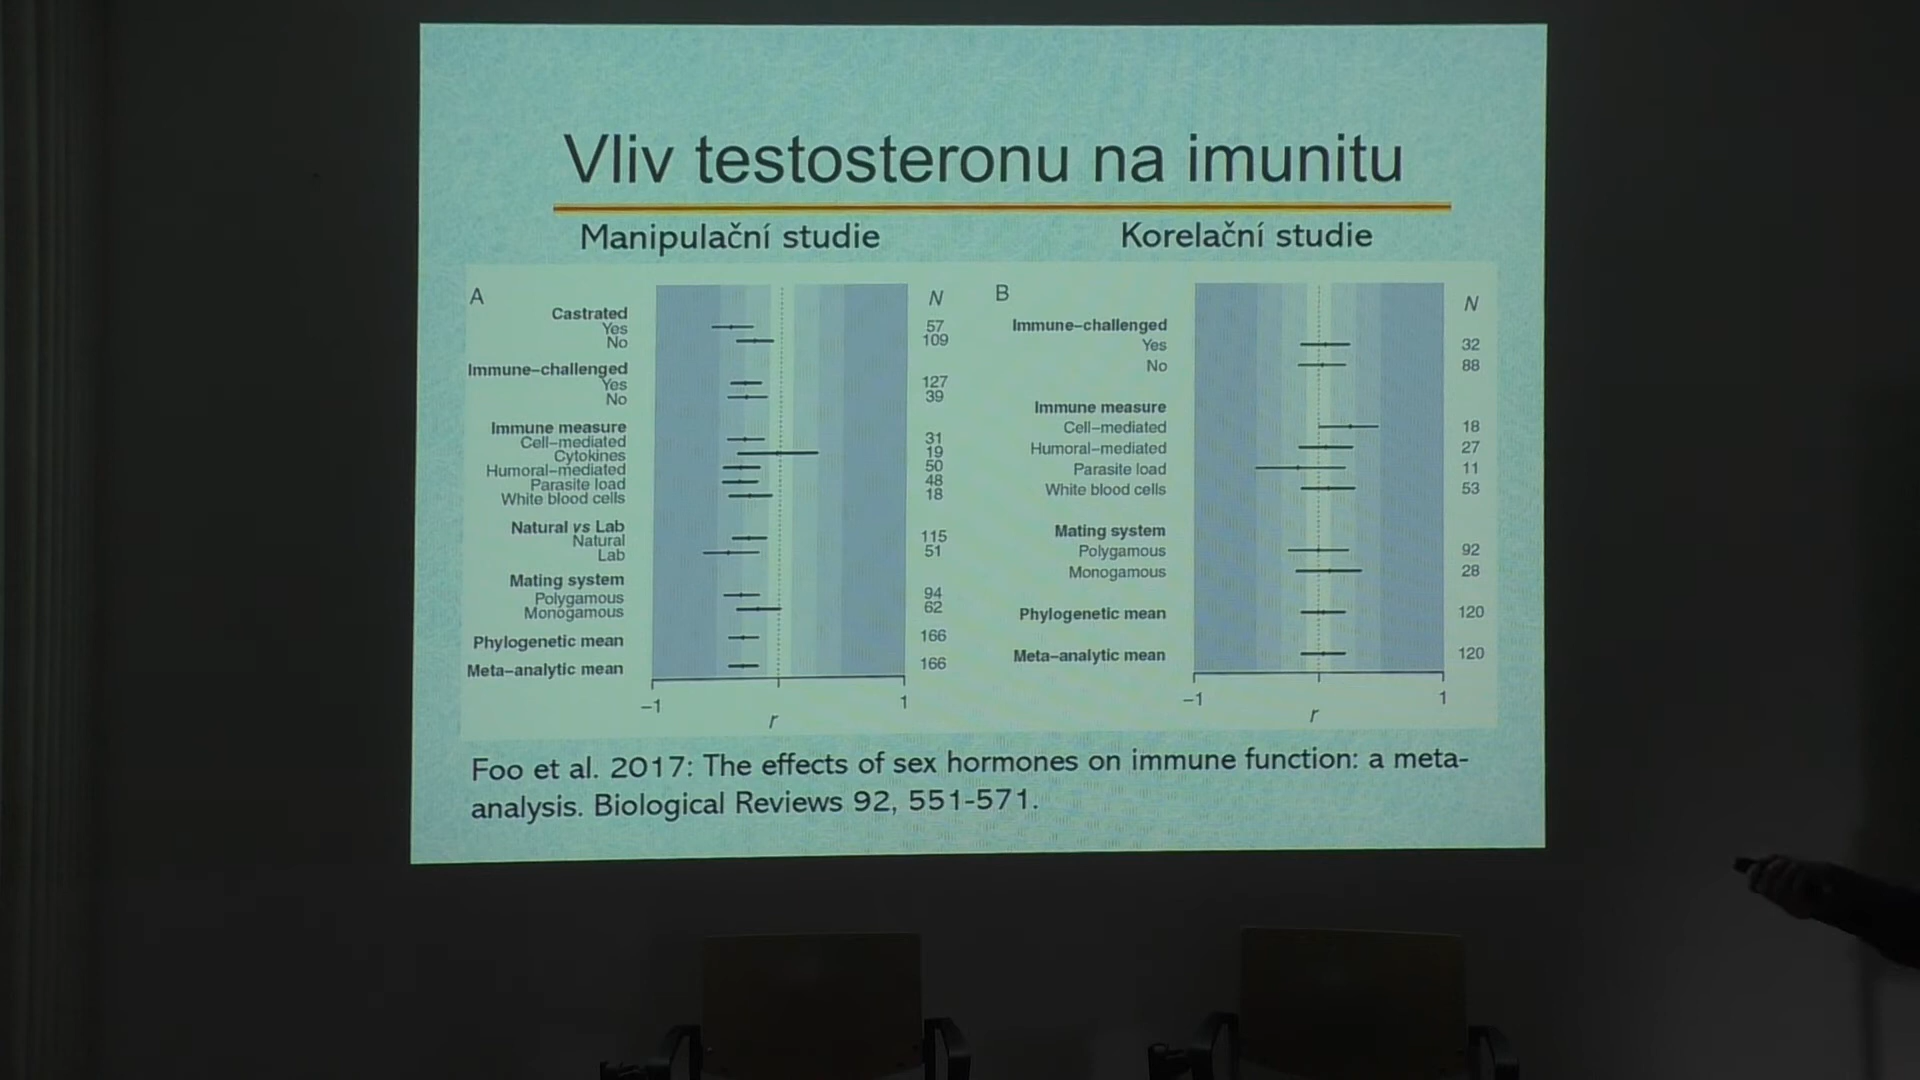 Vliv testosteronu na imunitu
Manipulační studie
Korelační studie
A
N
Castrated
Yes 57
No 109
Immune–challenged
Yes 127
No 39
Immune measure
Cell–mediated 31
Cytokines 19
Humoral–mediated 50
Parasite load 48
White blood cells 18
Natural vs Lab
Natural 115
Lab 51
Mating system
Polygamous 94
Monogamous 62
Phylogenetic mean 166
Meta–analytic mean 166
–1 1
r
B
N
Immune–challenged
Yes 32
No 88
Immune measure
Cell–mediated 18
Humoral–mediated 27
Parasite load 11
White blood cells 53
Mating system
Polygamous 92
Monogamous 28
Phylogenetic mean 120
Meta–analytic mean 120
–1 1
r
Foo et al. 2017: The effects of sex hormones on immune function: a meta-
analysis. Biological Reviews 92, 551-571.